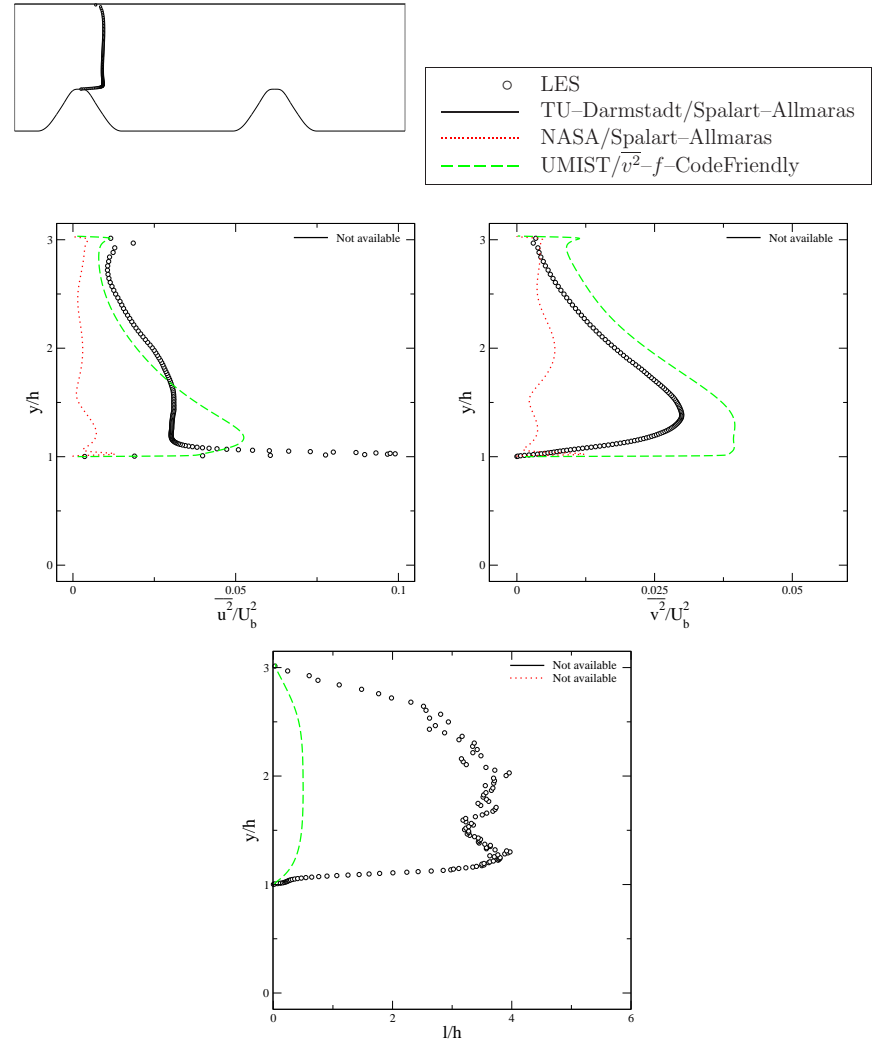 LES
TU–Darmstadt/Spalart–Allmaras
NASA/Spalart–Allmaras
UMIST/v²–f–CodeFriendly
Not available
3
2
1
0
y/h
0
0.05
0.1
u²/U_b²
Not available
3
2
1
0
y/h
0
0.025
0.05
v²/U_b²
Not available
Not available
3
2
1
0
y/h
0
2
4
6
l/h